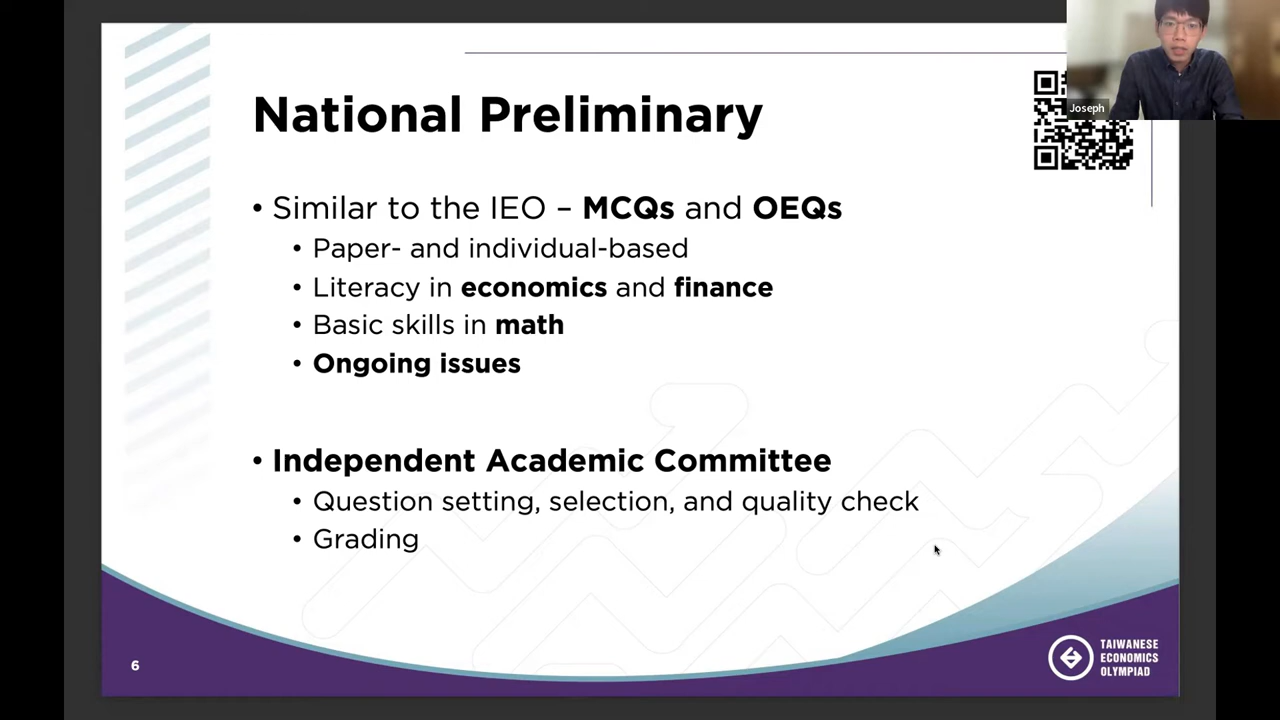 National Preliminary
Joseph
• Similar to the IEO – MCQs and OEQs
• Paper- and individual-based
• Literacy in economics and finance
• Basic skills in math
• Ongoing issues
• Independent Academic Committee
• Question setting, selection, and quality check
• Grading
6
TAIWANESE
ECONOMICS
OLYMPIAD